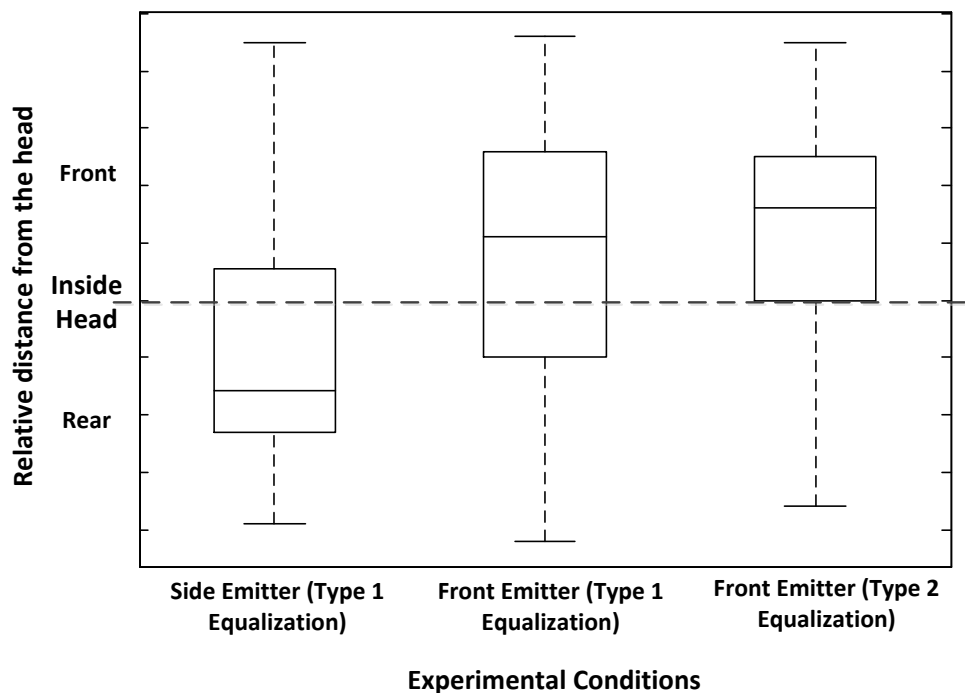 Relative distance from the head
Front
Inside
Head
Rear
Side Emitter (Type 1
Equalization)
Front Emitter (Type 1
Equalization)
Front Emitter (Type 2
Equalization)
Experimental Conditions